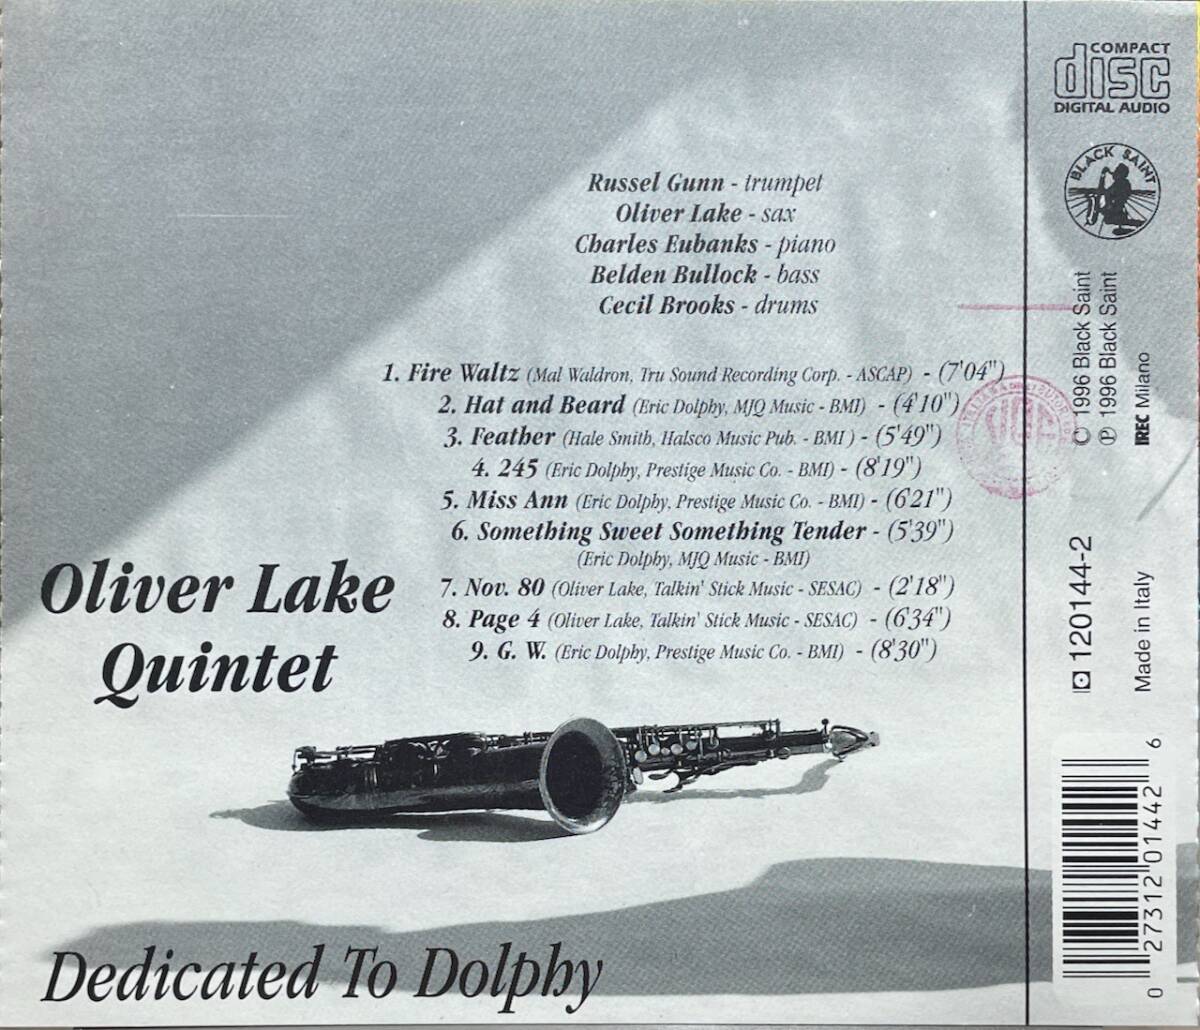 Russel Gunn - trumpet
Oliver Lake - sax
Charles Eubanks - piano
Belden Bullock - bass
Cecil Brooks - drums
1. Fire Waltz (Mal Waldron, Tru Sound Recording Corp. - ASCAP) - (7'04")
2. Hat and Beard (Eric Dolphy, MJQ Music - BMI) - (4'10")
3. Feather (Hale Smith, Halsco Music Pub. - BMI ) - (5'49")
4. 245 (Eric Dolphy, Prestige Music Co. - BMI) - (8'19")
5. Miss Ann (Eric Dolphy, Prestige Music Co. - BMI) - (6'21")
6. Something Sweet Something Tender - (5'39")
(Eric Dolphy, MJQ Music - BMI)
7. Nov. 80 (Oliver Lake, Talkin' Stick Music - SESAC) - (2'18")
8. Page 4 (Oliver Lake, Talkin' Stick Music - SESAC) - (6'34")
9. G. W. (Eric Dolphy, Prestige Music Co. - BMI) - (8'30")
Oliver Lake
Quintet
Dedicated To Dolphy
COMPACT
disc
DIGITAL AUDIO
BLACK SAINT
© 1996 Black Saint
℗ 1996 Black Saint
IREC Milano
120144-2
Made in Italy
0 27312 01442 6